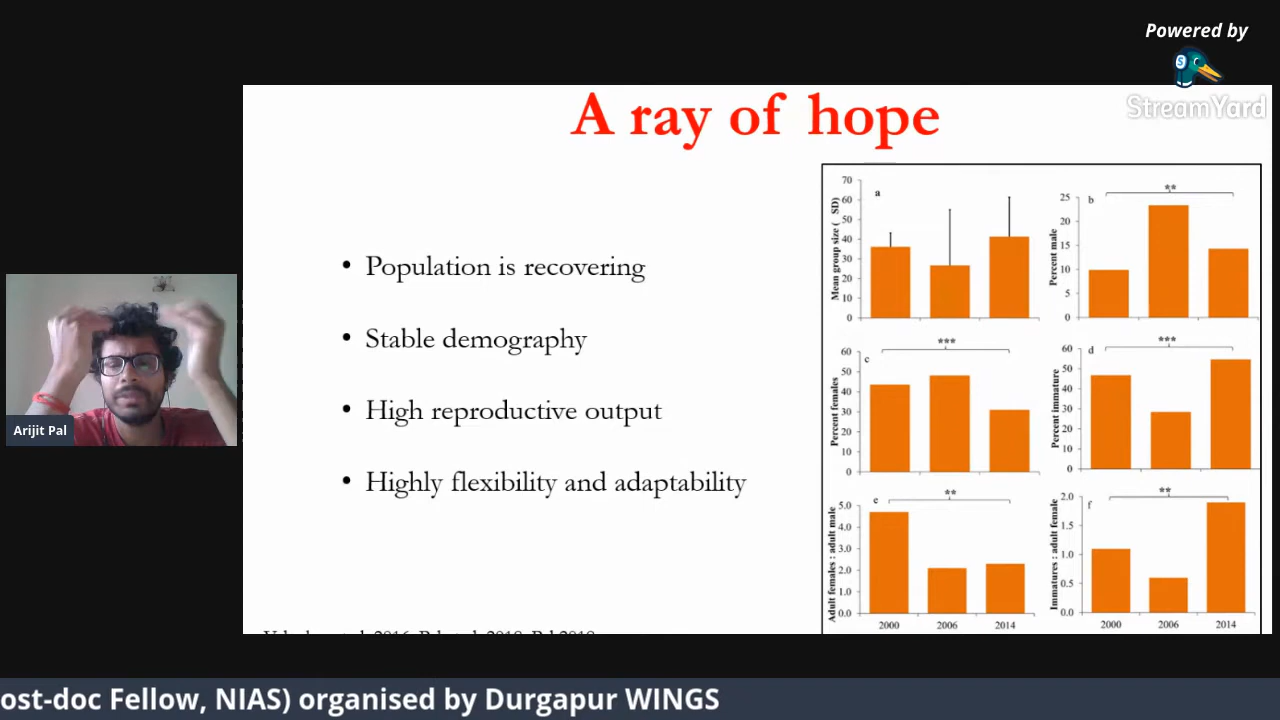 Powered by
StreamYard
A ray of hope
• Population is recovering
• Stable demography
• High reproductive output
• Highly flexibility and adaptability
Mean group size ( SD)
70
60
50
40
30
20
10
0
a
Percent male
25
20
15
10
5
0
b
**
Percent females
60
50
40
30
20
10
0
c
***
Percent immature
60
50
40
30
20
10
0
d
***
Adult females : adult male
5.0
4.0
3.0
2.0
1.0
0.0
e
**
2000 2006 2014
Immatures : adult female
2.0
1.5
1.0
0.5
0.0
f
**
2000 2006 2014
Arijit Pal
ost-doc Fellow, NIAS) organised by Durgapur WINGS